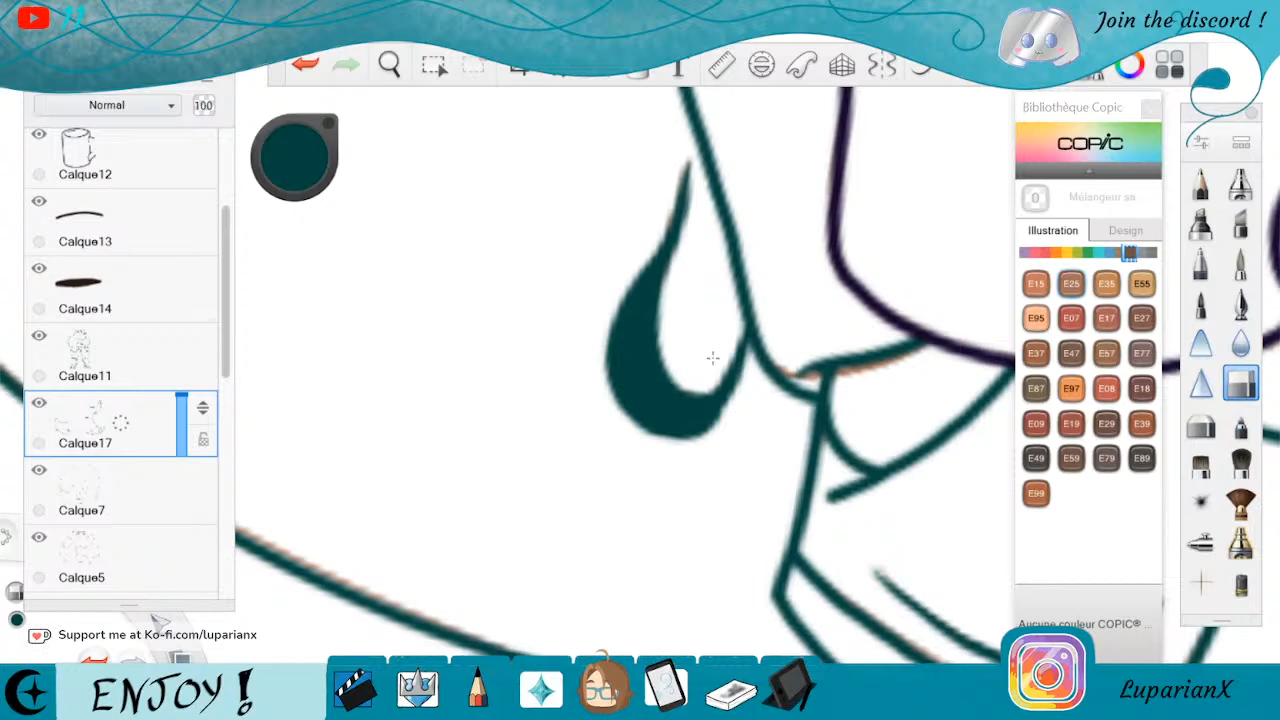 11
Join the discord !
Normal
100
Calque12
Calque13
Calque14
Calque11
Calque17
Calque7
Calque5
Bibliothèque Copic
COPIC
0
Mélangeur sa
Illustration
Design
E15
E25
E35
E55
E95
E07
E17
E27
E37
E47
E57
E77
E87
E97
E08
E18
E09
E19
E29
E39
E49
E59
E79
E89
E99
Aucune couleur COPIC® ...
Support me at Ko-fi.com/luparianx
ENJOY !
LuparianX